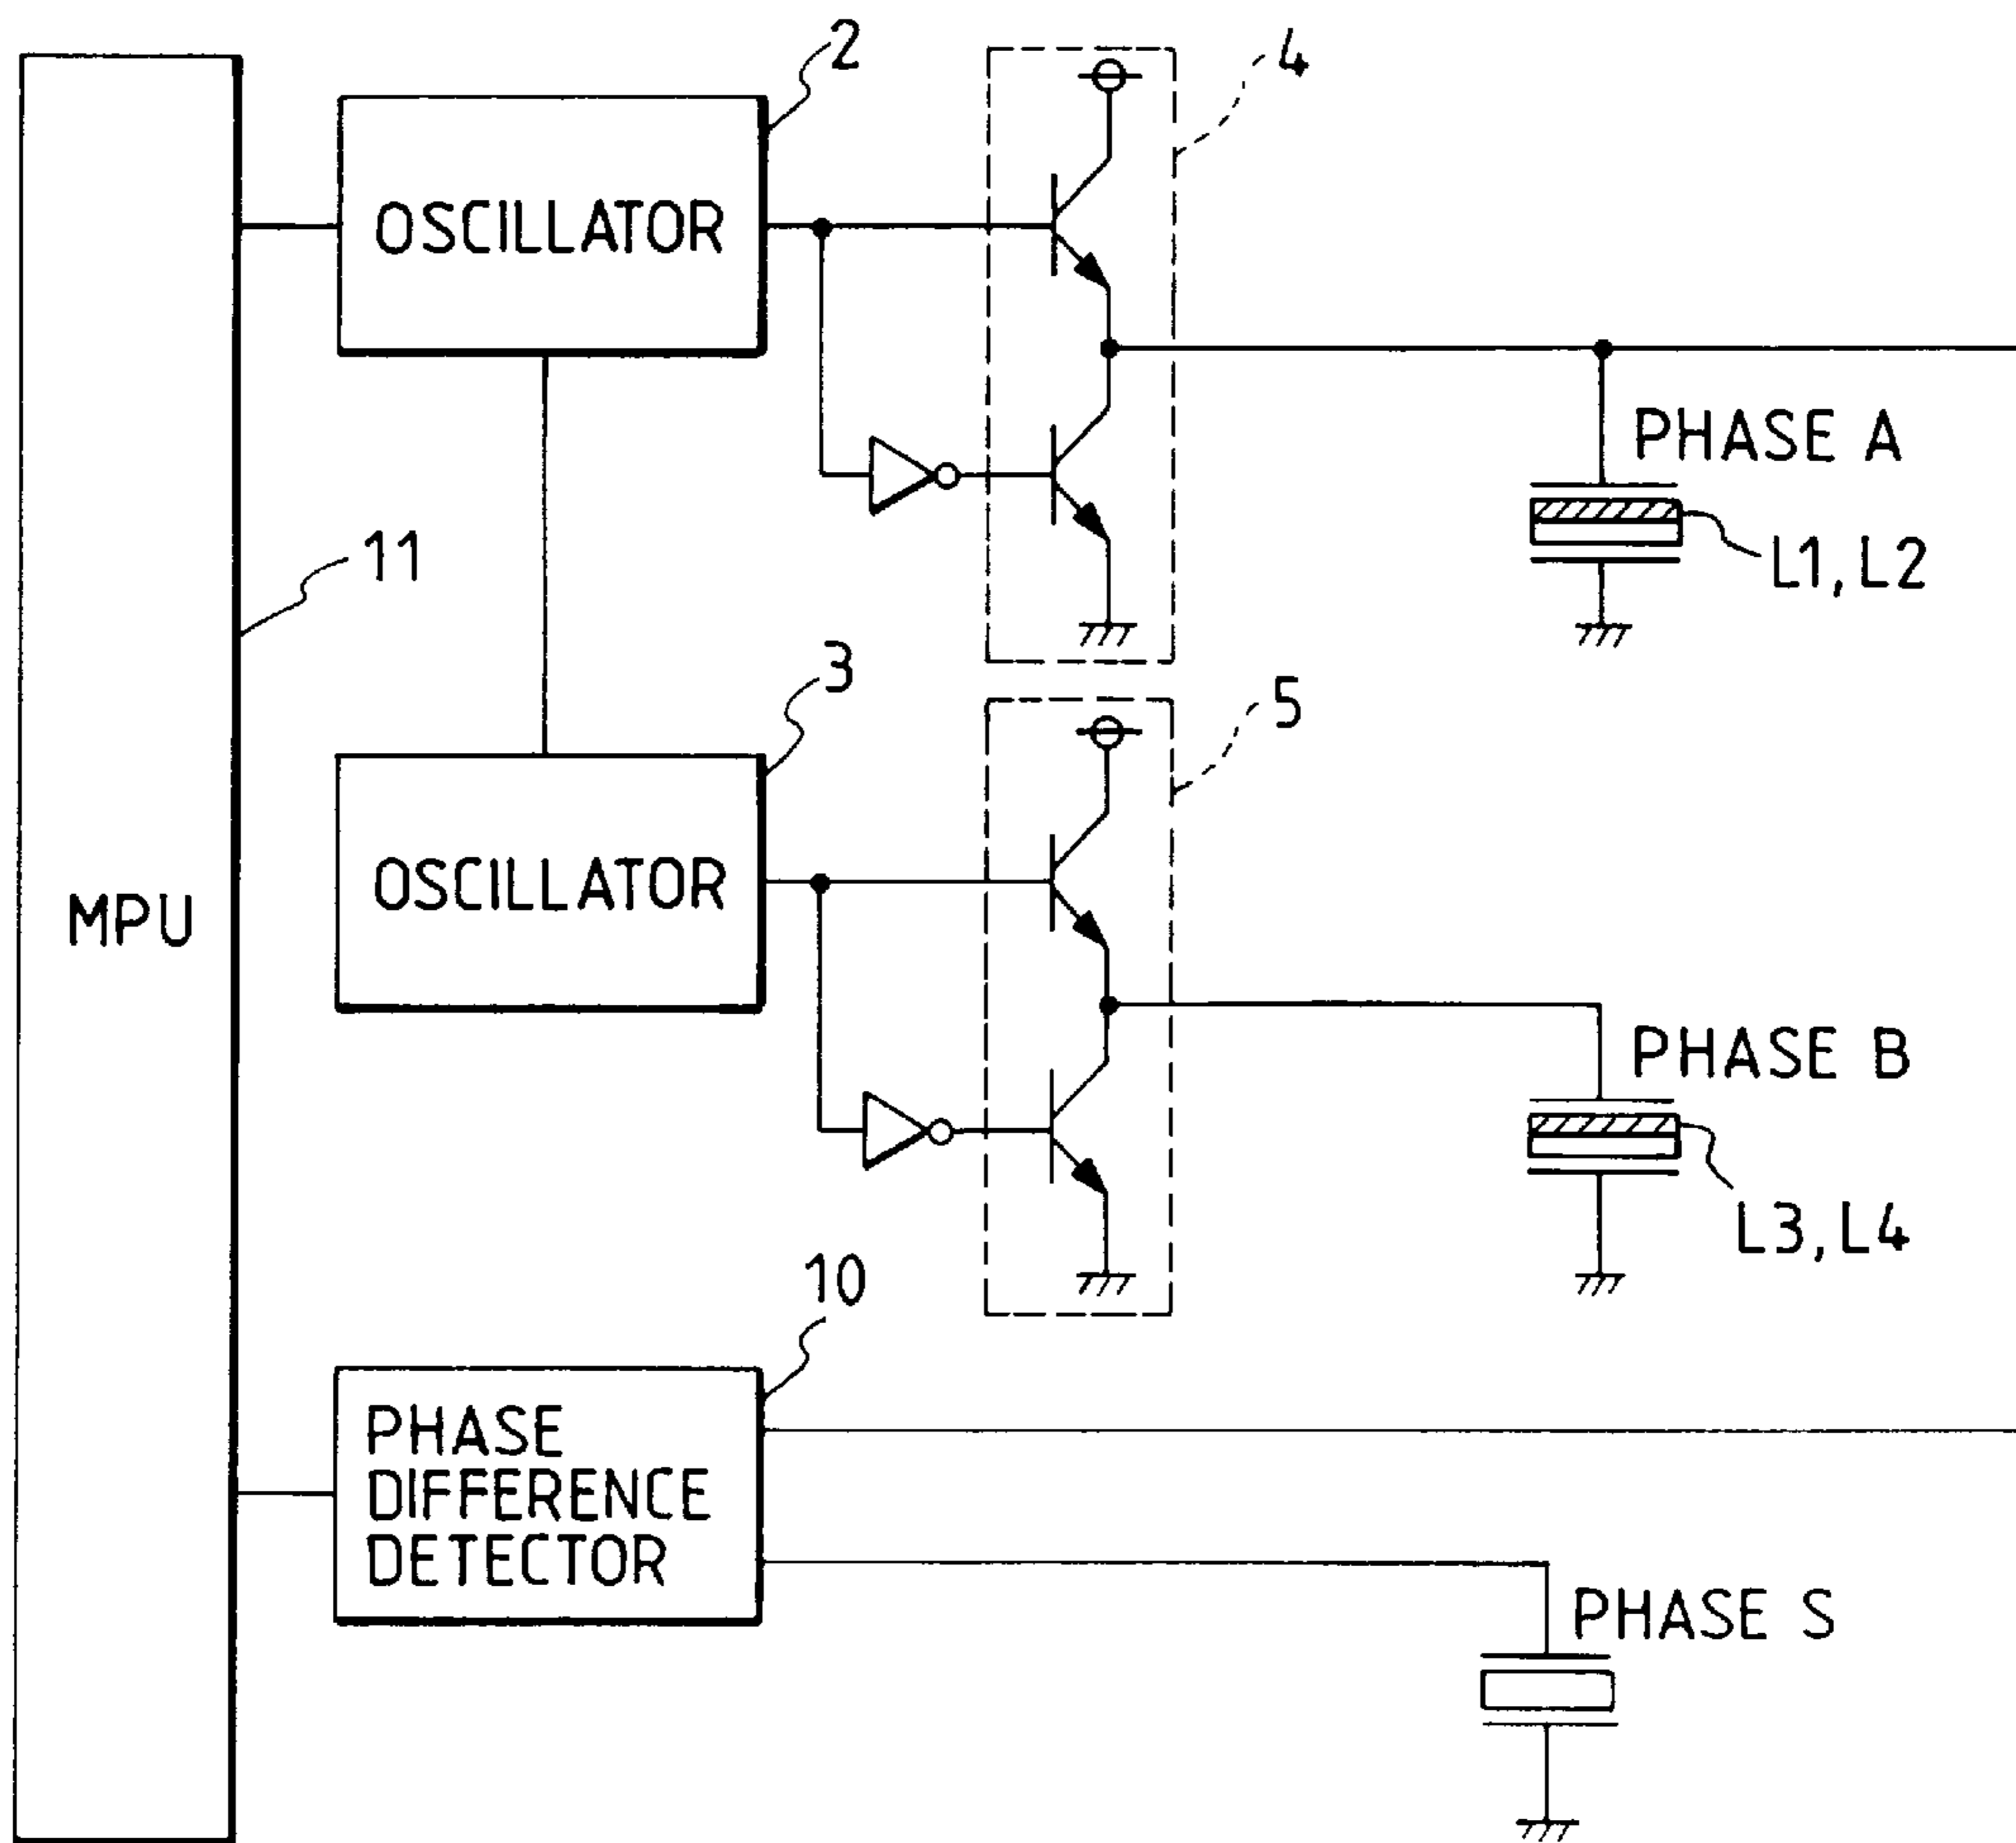 2
4
OSCILLATOR
PHASE A
11
L1, L2
3
5
OSCILLATOR
MPU
PHASE B
L3, L4
10
PHASE
DIFFERENCE
DETECTOR
PHASE S